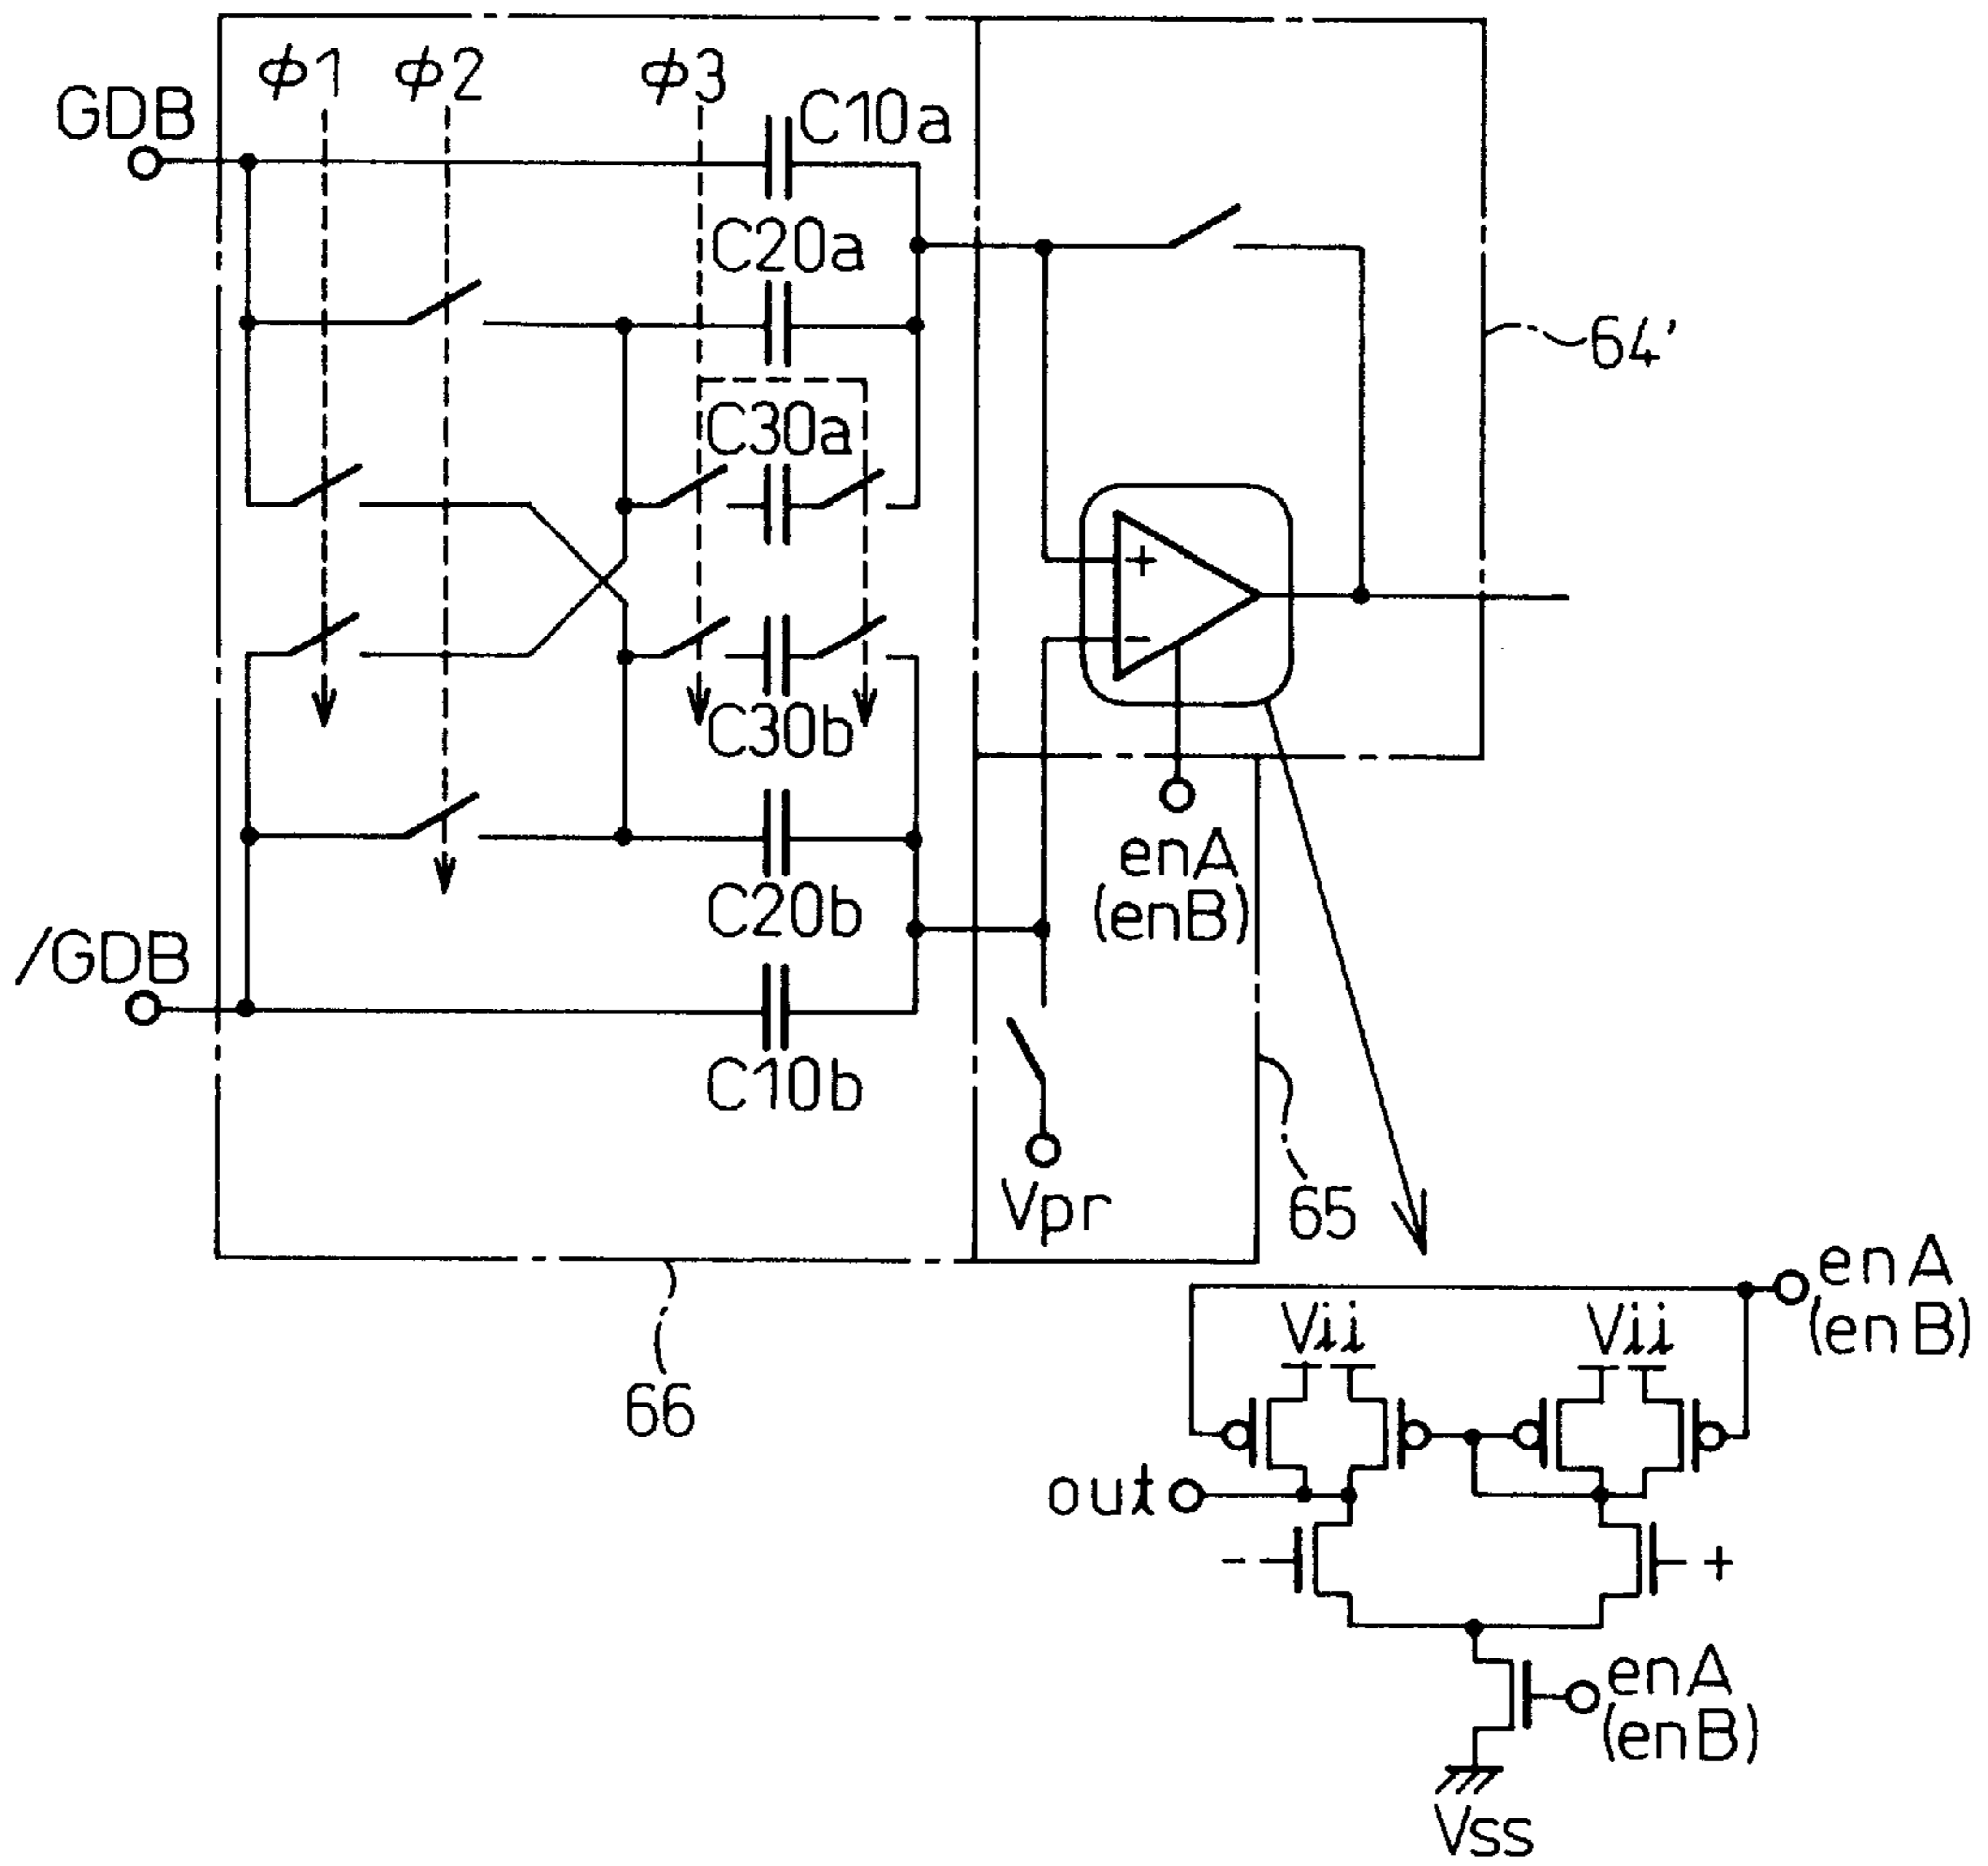 φ1 φ2 φ3
GDB
C10a
C20a
64'
C30a
+
-
C30b
enA
(enB)
C20b
/GDB
C10b
Vpr
65
66
enA
(enB)
Vii Vii
out
- +
enA
(enB)
Vss